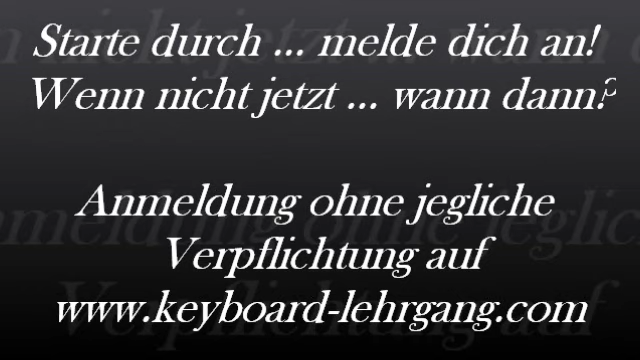 Starte durch ... melde dich an!
Wenn nicht jetzt ... wann dann?
Anmeldung ohne jegliche
Verpflichtung auf
www.keyboard-lehrgang.com